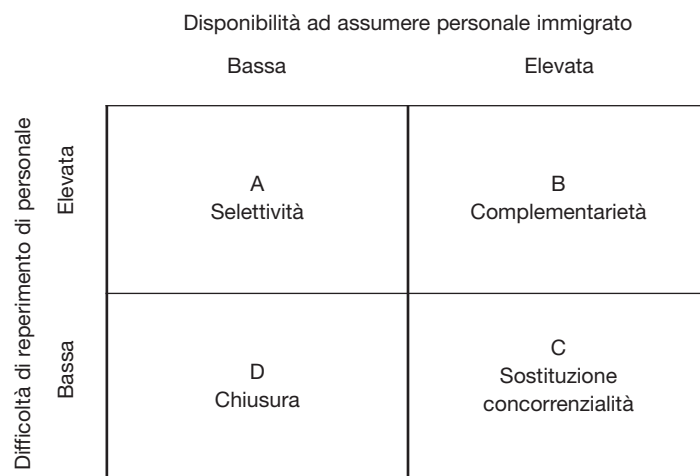 Disponibilità ad assumere personale immigrato
Bassa
Elevata
Difficoltà di reperimento di personale
Elevata
A
Selettività
B
Complementarietà
Bassa
D
Chiusura
C
Sostituzione
concorrenzialità